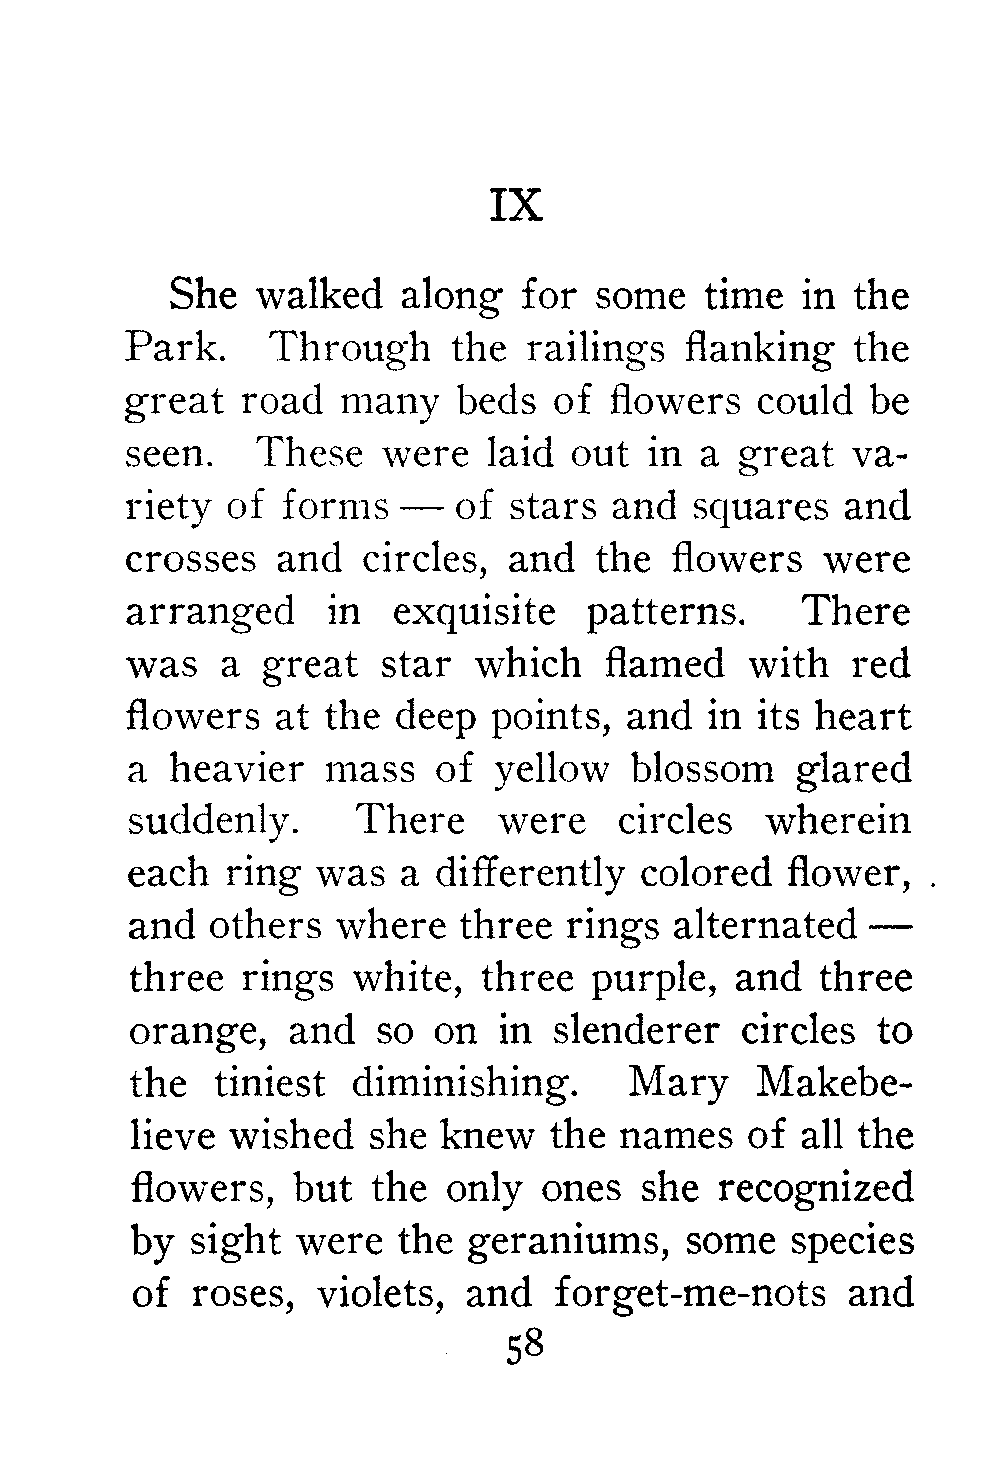 IX
She walked along for some time in the
Park. Through the railings flanking the
great road many beds of flowers could be
seen. These were laid out in a great va-
riety of forms — of stars and squares and
crosses and circles, and the flowers were
arranged in exquisite patterns. There
was a great star which flamed with red
flowers at the deep points, and in its heart
a heavier mass of yellow blossom glared
suddenly. There were circles wherein
each ring was a differently colored flower,
and others where three rings alternated —
three rings white, three purple, and three
orange, and so on in slenderer circles to
the tiniest diminishing. Mary Makebe-
lieve wished she knew the names of all the
flowers, but the only ones she recognized
by sight were the geraniums, some species
of roses, violets, and forget-me-nots and
58